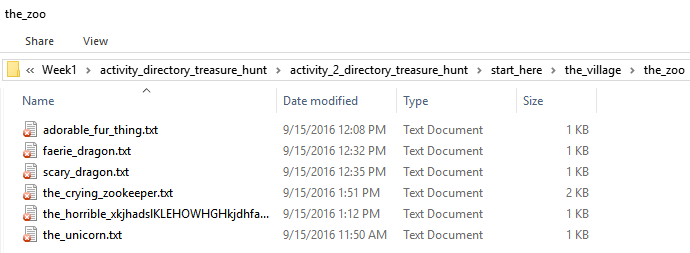 the_zoo
Share View
« Week1 > activity_directory_treasure_hunt > activity_2_directory_treasure_hunt > start_here > the_village > the_zoo
Name Date modified Type Size
adorable_fur_thing.txt 9/15/2016 12:08 PM Text Document 1 KB
faerie_dragon.txt 9/15/2016 12:32 PM Text Document 1 KB
scary_dragon.txt 9/15/2016 12:35 PM Text Document 1 KB
the_crying_zookeeper.txt 9/15/2016 1:51 PM Text Document 2 KB
the_horrible_xkjhadslKLEHOWHGHkjdhfa... 9/15/2016 1:12 PM Text Document 1 KB
the_unicorn.txt 9/15/2016 11:50 AM Text Document 1 KB